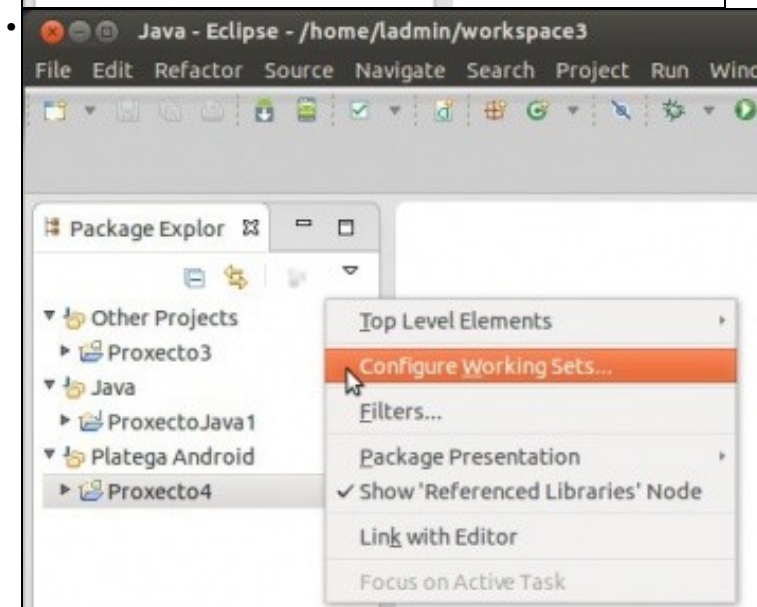 Java - Eclipse - /home/ladmin/workspace3
File Edit Refactor Source Navigate Search Project Run Wind
Package Explor
Other Projects
Proxecto3
Java
ProxectoJava1
Platega Android
Proxecto4
Top Level Elements
Configure Working Sets...
Filters...
Package Presentation
Show 'Referenced Libraries' Node
Link with Editor
Focus on Active Task